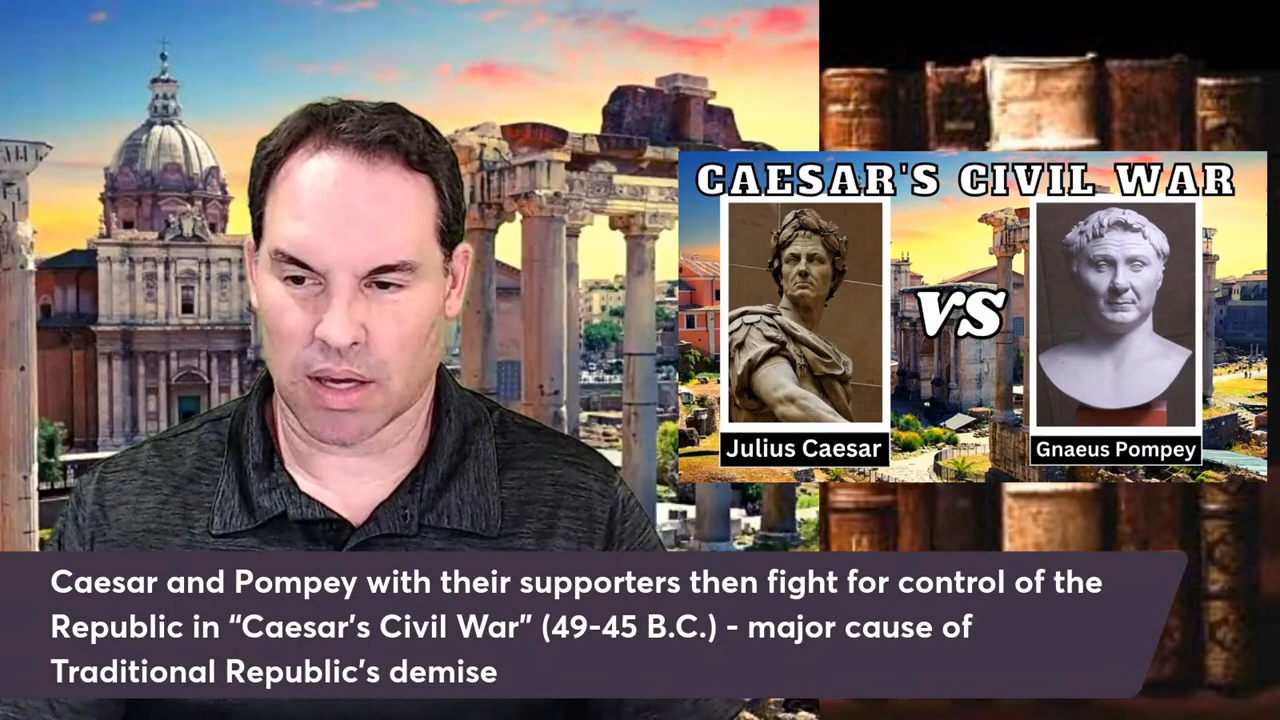 CAESAR'S CIVIL WAR
vs
Julius Caesar
Gnaeus Pompey
Caesar and Pompey with their supporters then fight for control of the
Republic in “Caesar’s Civil War” (49-45 B.C.) - major cause of
Traditional Republic’s demise